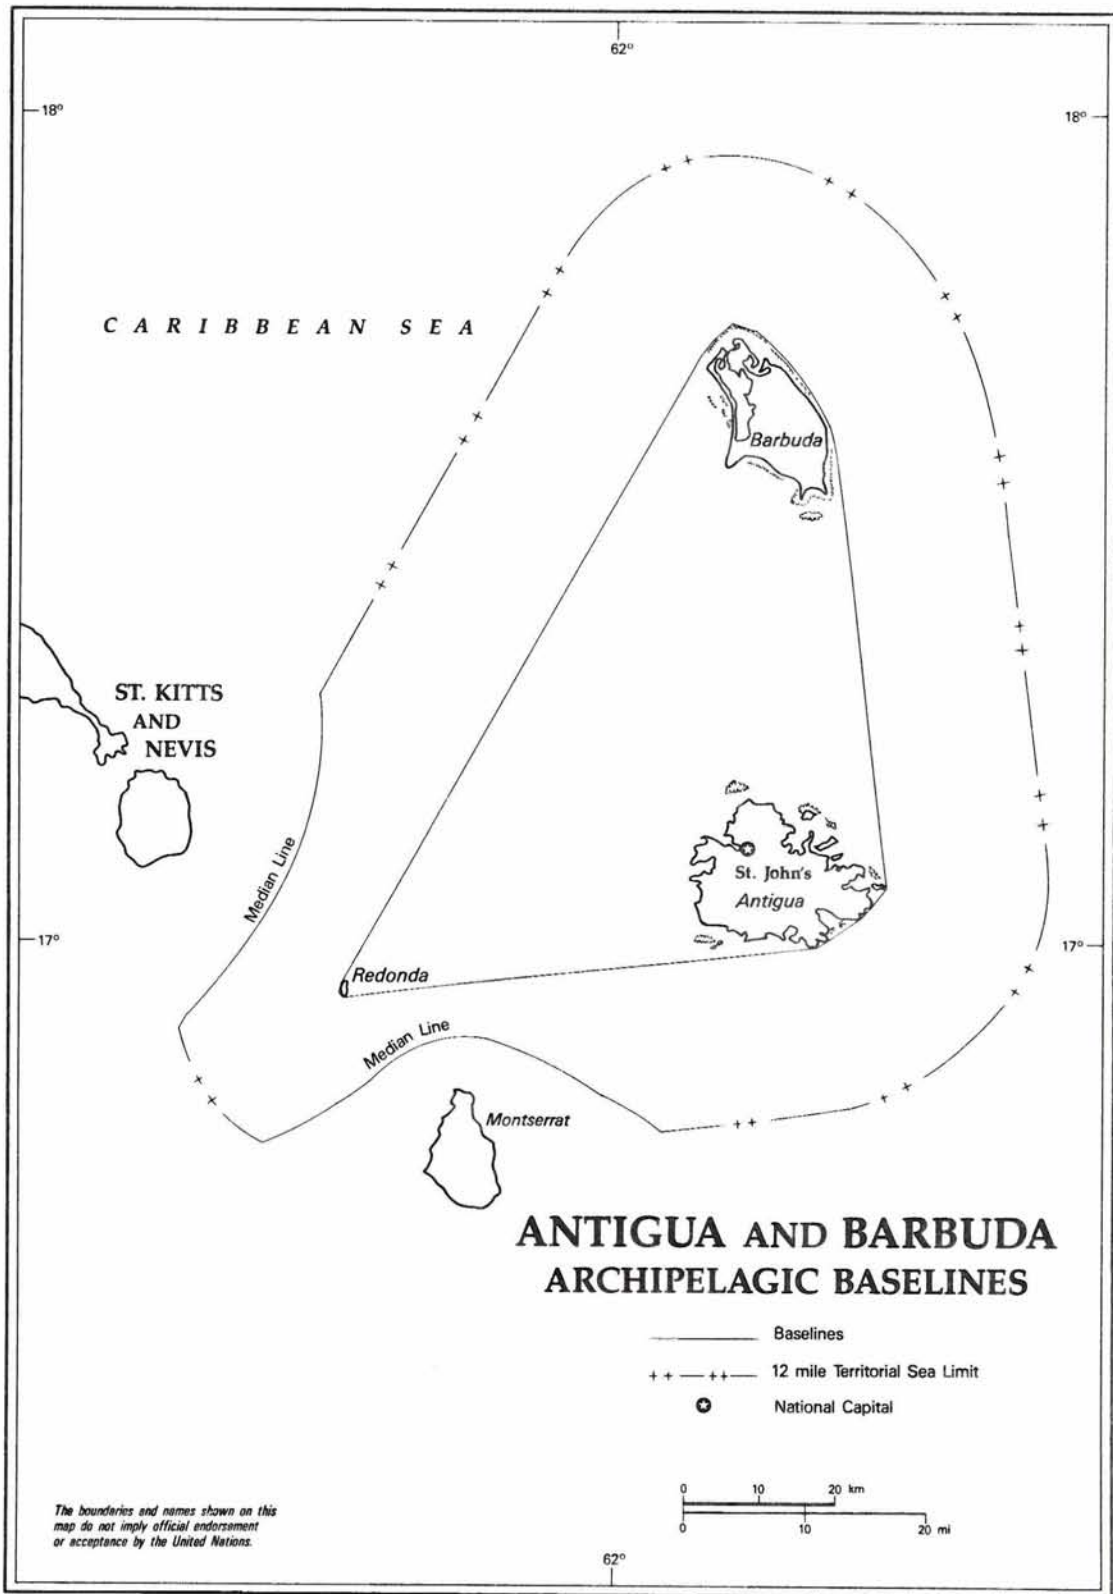 62°
18°
18°
CARIBBEAN SEA
Barbuda
ST. KITTS
AND
NEVIS
Median Line
St. John's
Antigua
17°
17°
Redonda
Median Line
Montserrat
ANTIGUA AND BARBUDA
ARCHIPELAGIC BASELINES
Baselines
12 mile Territorial Sea Limit
National Capital
0 10 20 km
0 10 20 mi
The boundaries and names shown on this
map do not imply official endorsement
or acceptance by the United Nations.
62°